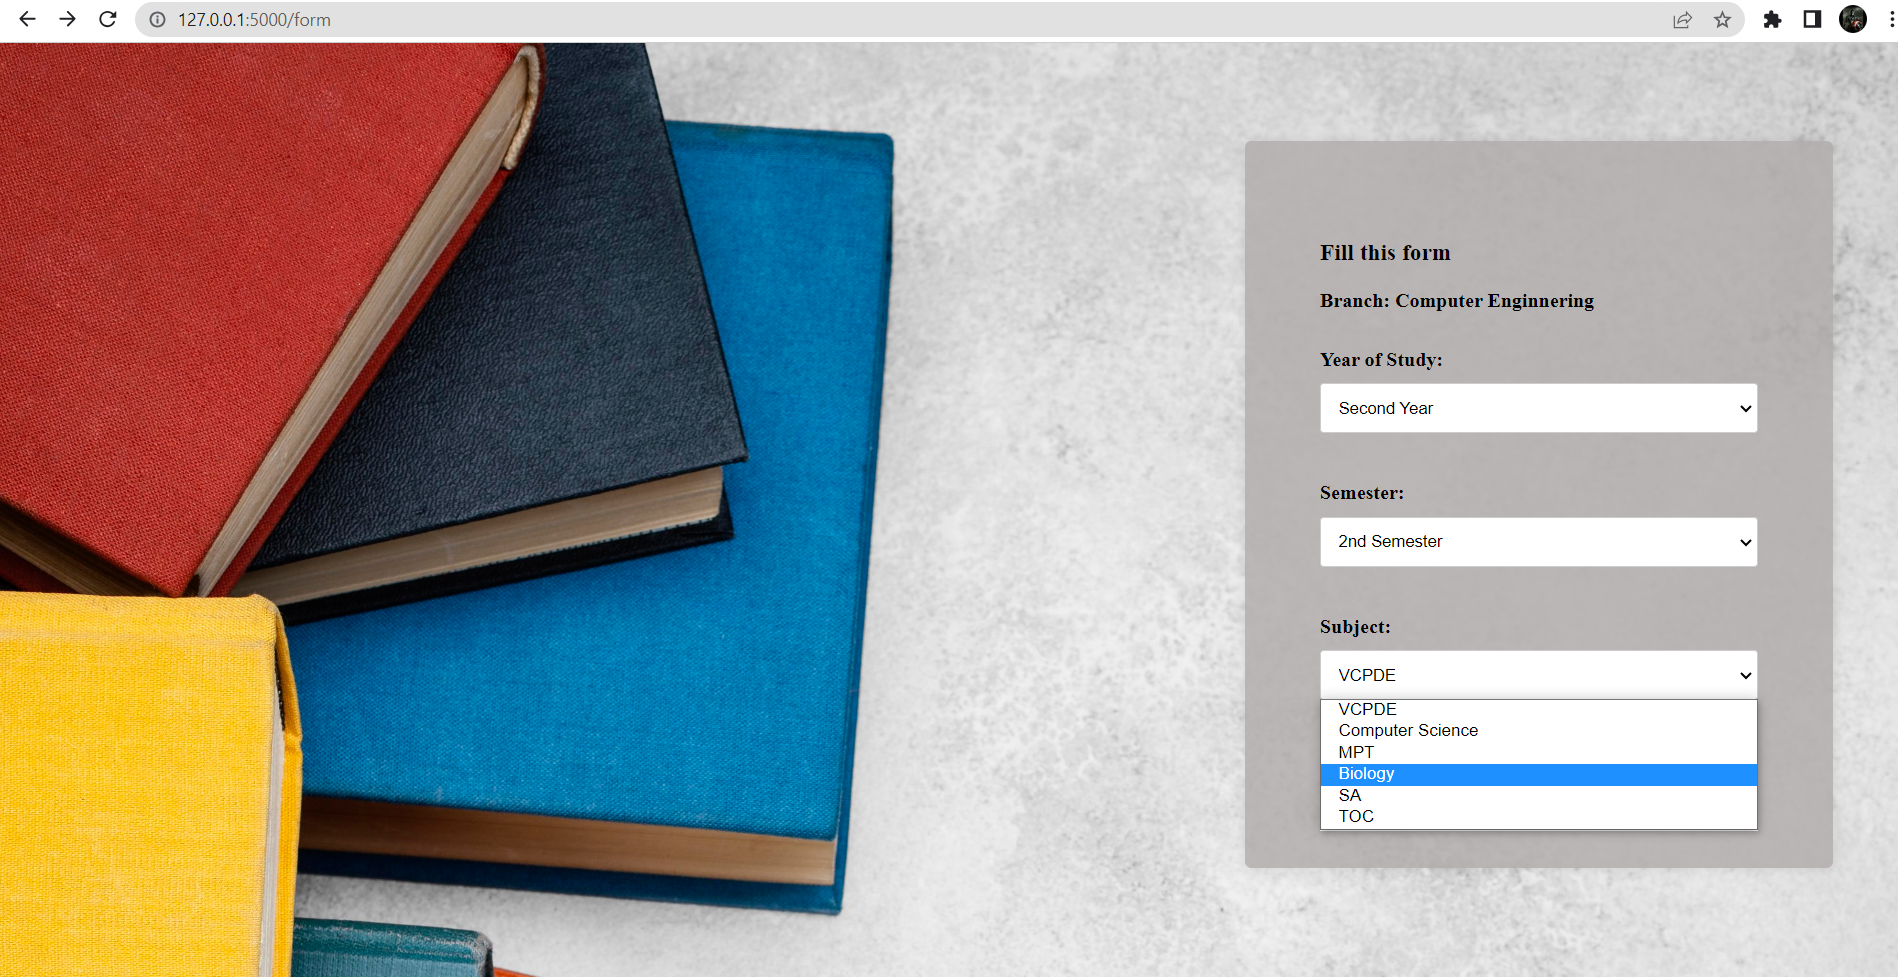 127.0.0.1:5000/form
Fill this form
Branch: Computer Enginnering
Year of Study:
Second Year
Semester:
2nd Semester
Subject:
VCPDE
VCPDE
Computer Science
MPT
Biology
SA
TOC